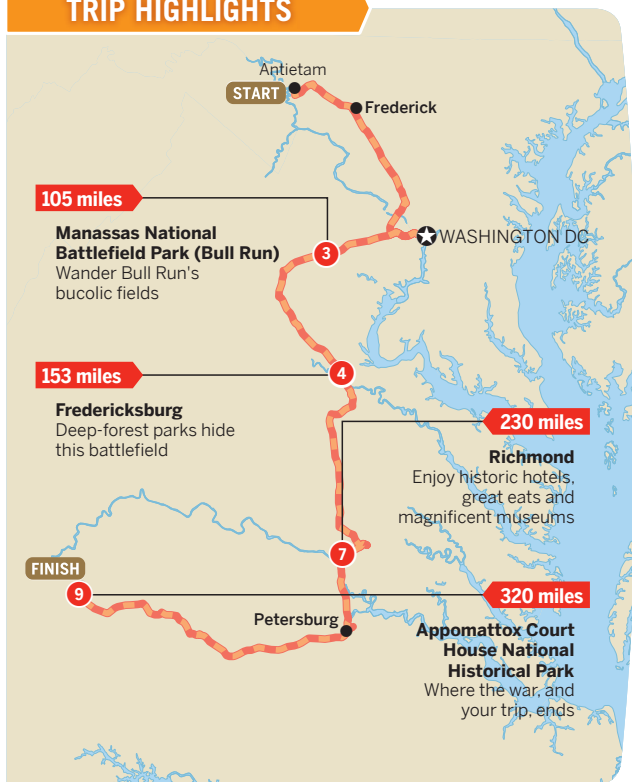 TRIP HIGHLIGHTS
Antietam
START
Frederick
105 miles
Manassas National
Battlefield Park (Bull Run)
Wander Bull Run's
bucolic fields
3
WASHINGTON DC
153 miles
4
Fredericksburg
Deep-forest parks hide
this battlefield
230 miles
Richmond
Enjoy historic hotels,
great eats and
magnificent museums
7
FINISH
9
320 miles
Petersburg
Appomattox Court
House National
Historical Park
Where the war, and
your trip, ends